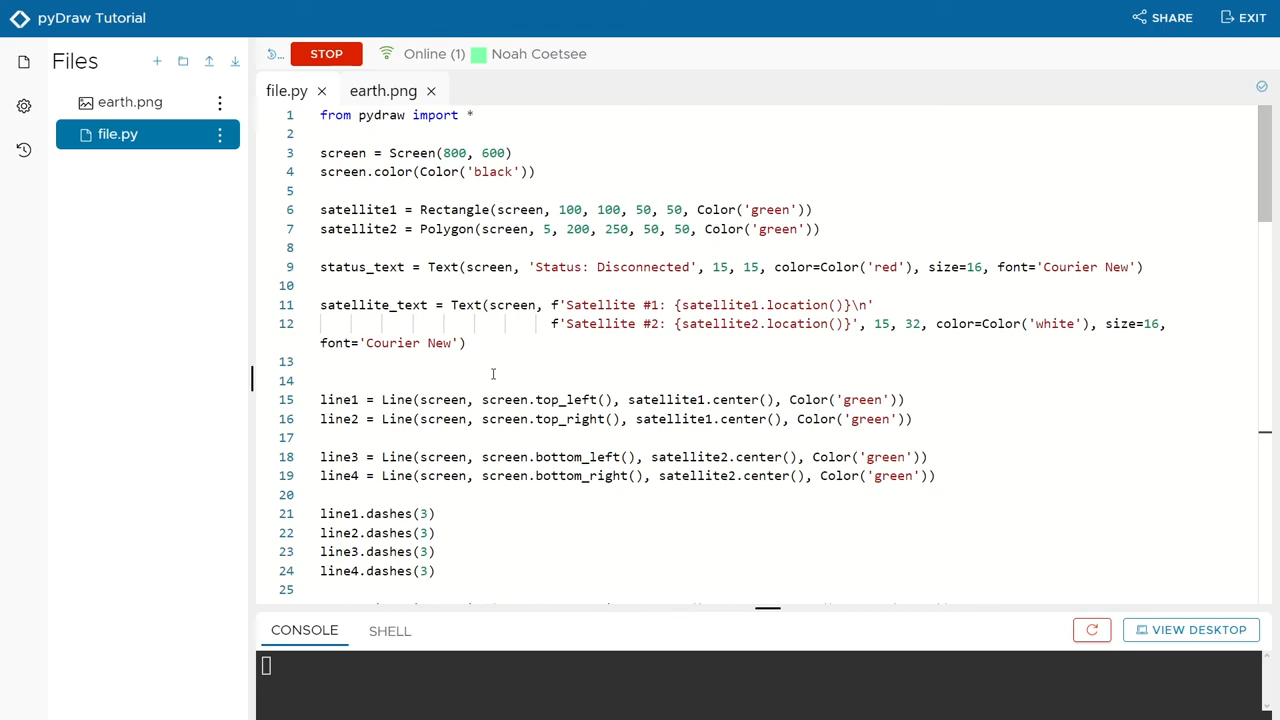 pyDraw Tutorial
SHARE
EXIT
Files
STOP
Online (1)
Noah Coetsee
earth.png
file.py
file.py
earth.png
1 from pydraw import *
2
3 screen = Screen(800, 600)
4 screen.color(Color('black'))
5
6 satellite1 = Rectangle(screen, 100, 100, 50, 50, Color('green'))
7 satellite2 = Polygon(screen, 5, 200, 250, 50, 50, Color('green'))
8
9 status_text = Text(screen, 'Status: Disconnected', 15, 15, color=Color('red'), size=16, font='Courier New')
10
11 satellite_text = Text(screen, f'Satellite #1: {satellite1.location()}\n'
12 f'Satellite #2: {satellite2.location()}', 15, 32, color=Color('white'), size=16,
font='Courier New')
13
14
15 line1 = Line(screen, screen.top_left(), satellite1.center(), Color('green'))
16 line2 = Line(screen, screen.top_right(), satellite1.center(), Color('green'))
17
18 line3 = Line(screen, screen.bottom_left(), satellite2.center(), Color('green'))
19 line4 = Line(screen, screen.bottom_right(), satellite2.center(), Color('green'))
20
21 line1.dashes(3)
22 line2.dashes(3)
23 line3.dashes(3)
24 line4.dashes(3)
25
CONSOLE
SHELL
VIEW DESKTOP